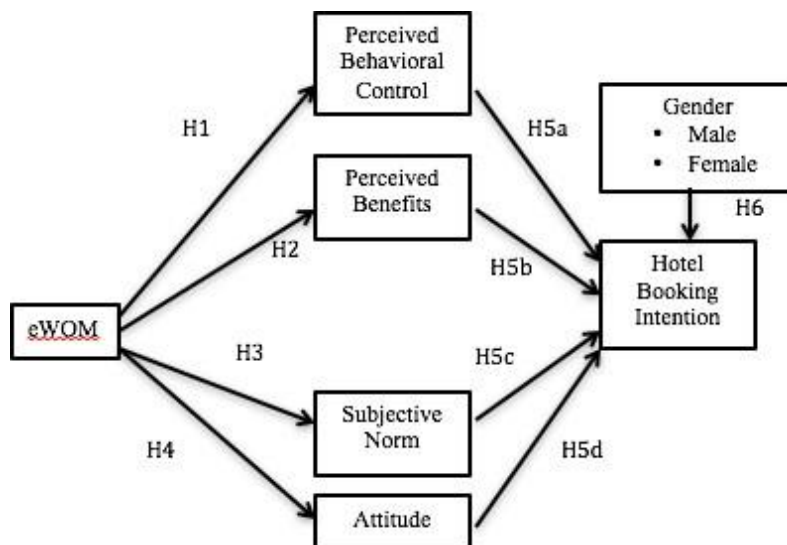 Perceived
Behavioral
Control
H1
H5a
Gender
• Male
• Female
Perceived
Benefits
H6
H2
H5b
Hotel
Booking
Intention
eWOM
H3
H5c
Subjective
Norm
H4
H5d
Attitude